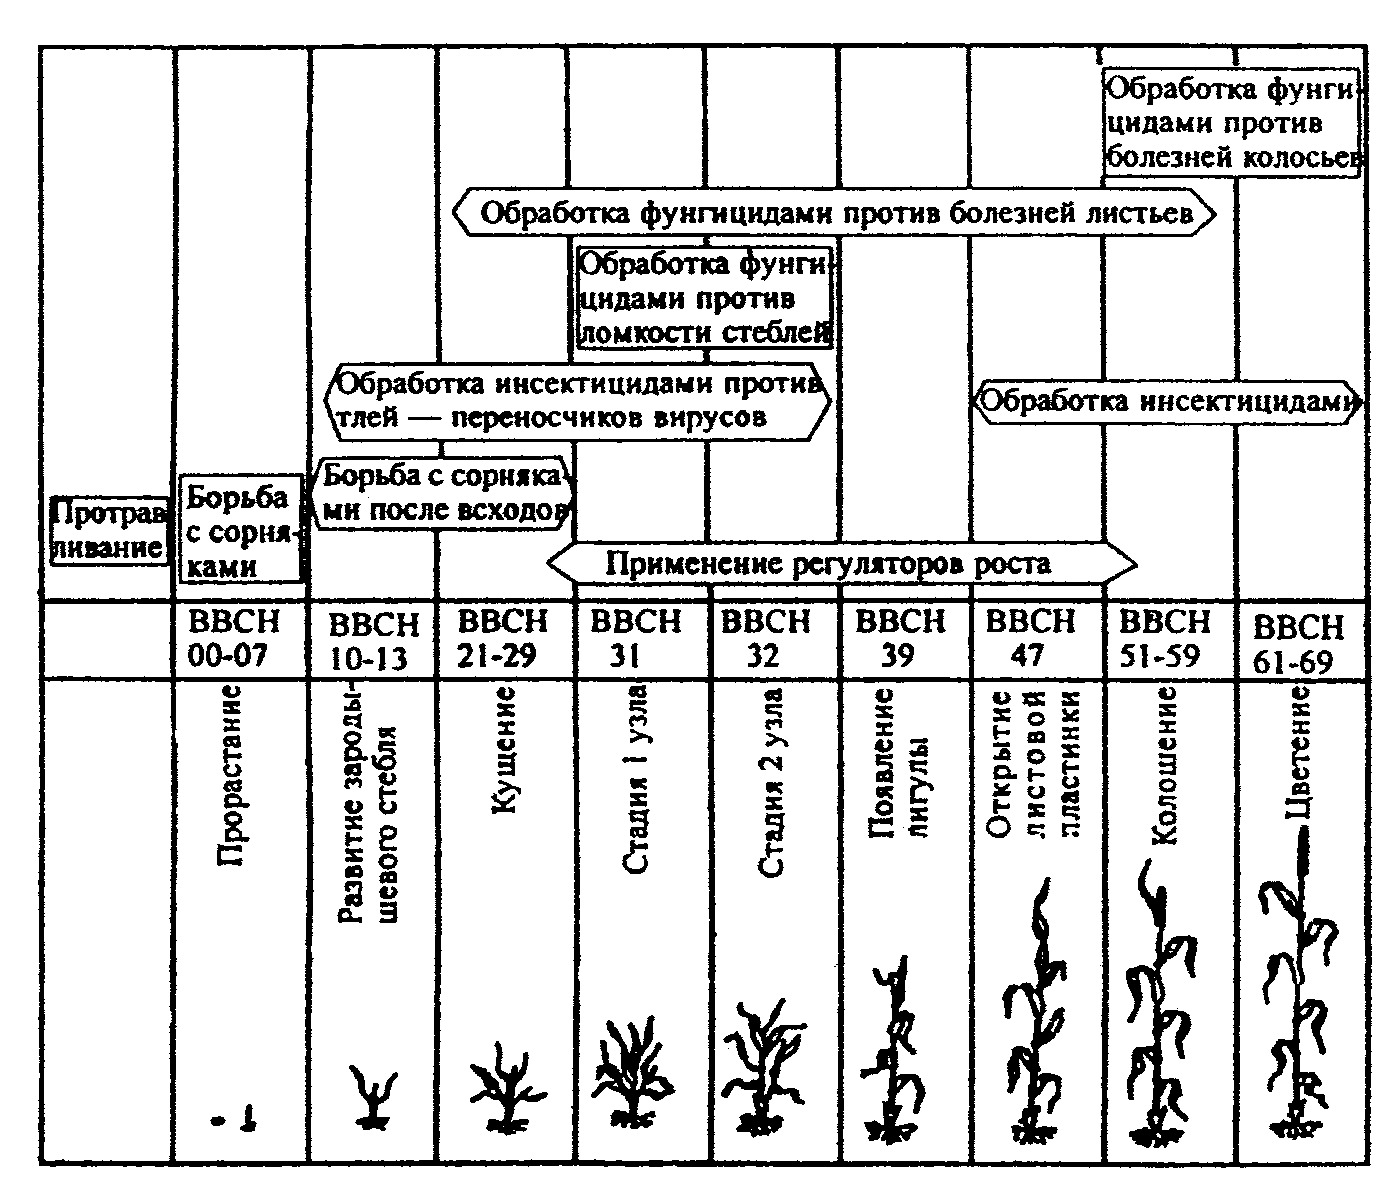 Обработка фунги-
цидами против
болезней колосьев
Обработка фунгицидами против болезней листьев
Обработка фунги-
цидами против
ломкости стеблей
Обработка инсектицидами против
тлей — переносчиков вирусов
Обработка инсектицидами
Борьба с сорняка-
ми после всходов
Протрав
ливание
Борьба
с сорня-
ками
Применение регуляторов роста
BBCH
00-07
BBCH
10-13
BBCH
21-29
BBCH
31
BBCH
32
BBCH
39
BBCH
47
BBCH
51-59
BBCH
61-69
Прорастание
Развитие зароды-
шевого стебля
Кущение
Стадия 1 узла
Стадия 2 узла
Появление
лигулы
Открытие
листовой
пластинки
Колошение
Цветение